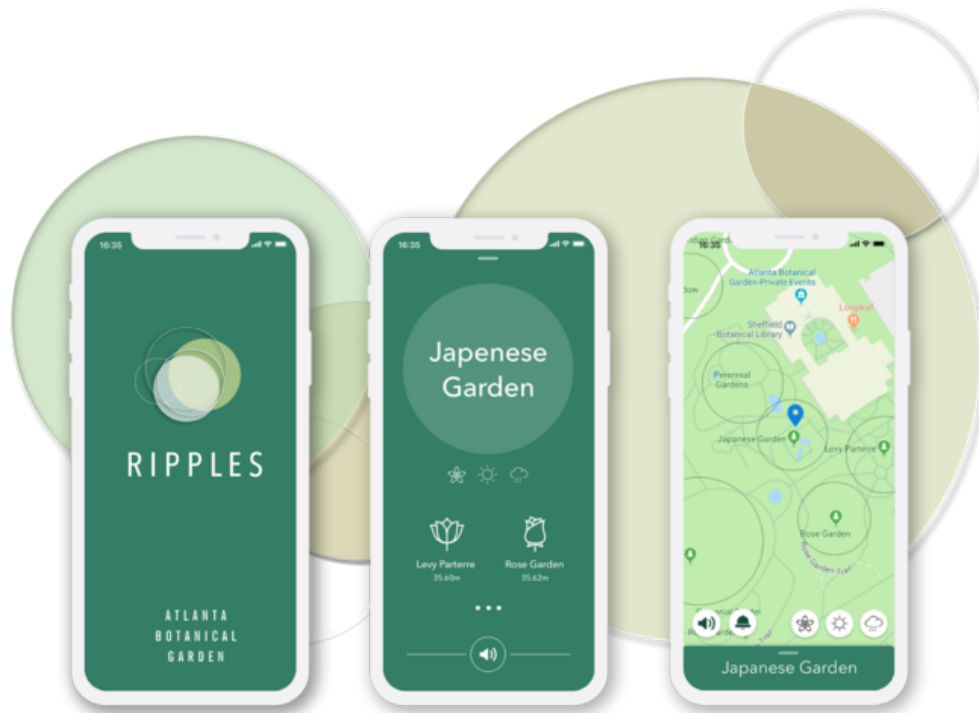 16:35
RIPPLES
ATLANTA
BOTANICAL
GARDEN
16:35
Japenese
Garden
Levy Parterre
35.60m
Rose Garden
35.62m
16:35
Atlanta Botanical
Garden-Private Events
Longleaf
Sheffield
Botanical Library
Perennial
Gardens
Japanese Garden
Levy Parterre
Rose Garden
Rose Garden Trail
Japanese Garden